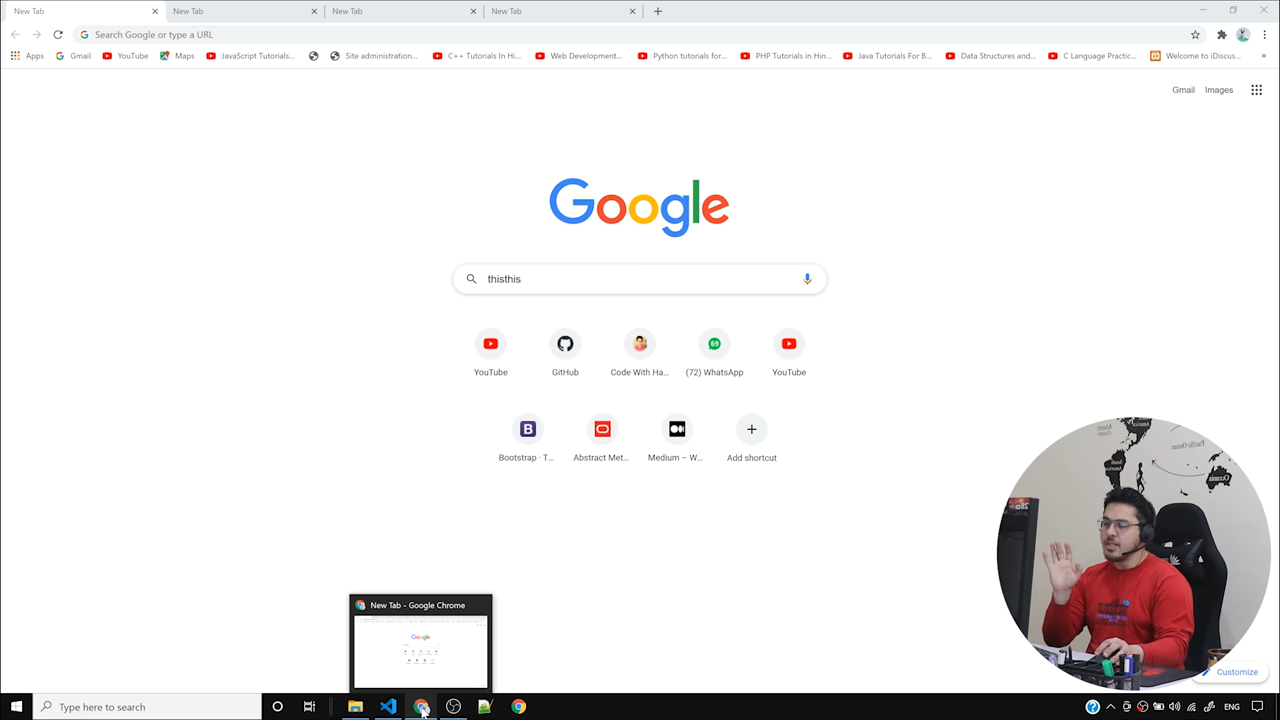 New Tab
New Tab
New Tab
New Tab
Search Google or type a URL
Apps
Gmail
YouTube
Maps
JavaScript Tutorials...
Site administration...
C++ Tutorials In Hi...
Web Development...
Python tutorials for...
PHP Tutorials in Hin...
Java Tutorials For B...
Data Structures and...
C Language Practic...
Welcome to iDiscus...
»
Gmail
Images
Google
thisthis
YouTube
GitHub
Code With Ha...
69
(72) WhatsApp
YouTube
B
Bootstrap · T...
Abstract Met...
Medium – W...
Add shortcut
New Tab - Google Chrome
Google
Customize
Type here to search
ENG